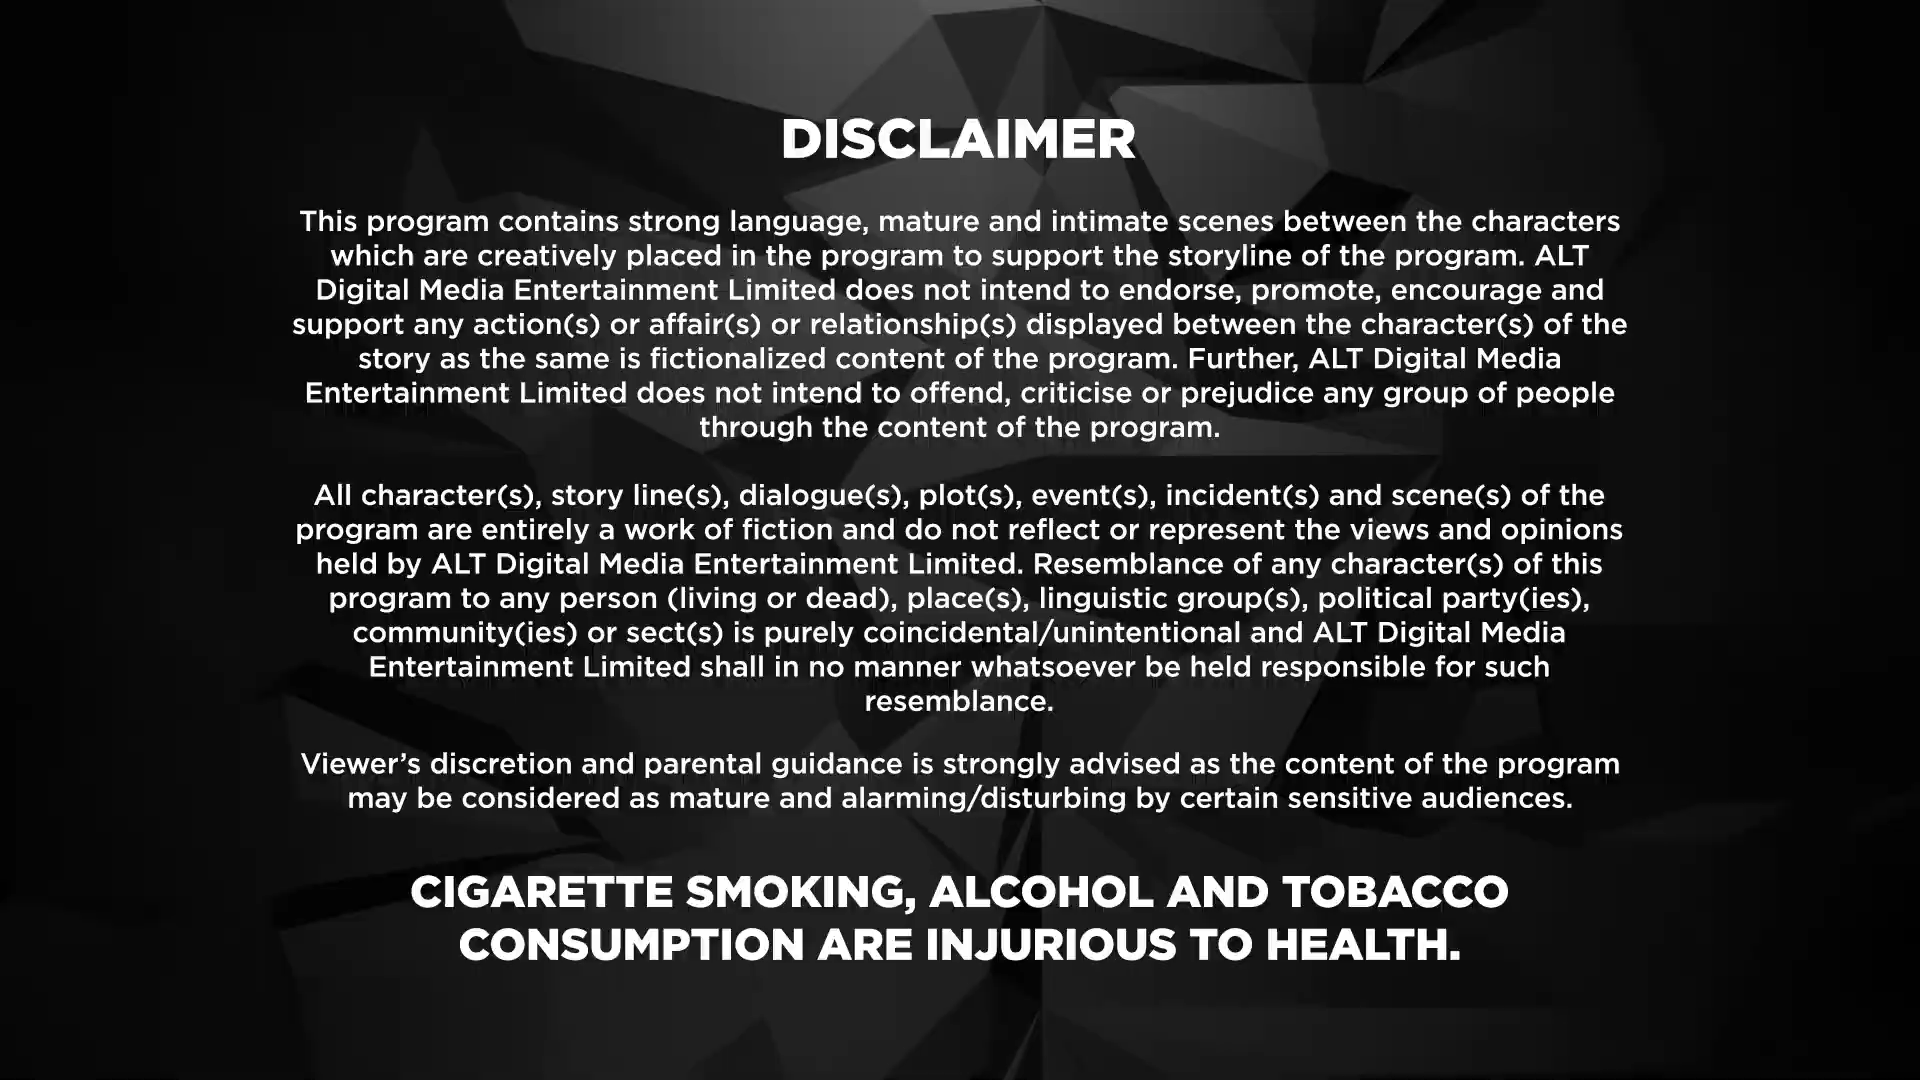 DISCLAIMER
This program contains strong language, mature and intimate scenes between the characters
which are creatively placed in the program to support the storyline of the program. ALT
Digital Media Entertainment Limited does not intend to endorse, promote, encourage and
support any action(s) or affair(s) or relationship(s) displayed between the character(s) of the
story as the same is fictionalized content of the program. Further, ALT Digital Media
Entertainment Limited does not intend to offend, criticise or prejudice any group of people
through the content of the program.
All character(s), story line(s), dialogue(s), plot(s), event(s), incident(s) and scene(s) of the
program are entirely a work of fiction and do not reflect or represent the views and opinions
held by ALT Digital Media Entertainment Limited. Resemblance of any character(s) of this
program to any person (living or dead), place(s), linguistic group(s), political party(ies),
community(ies) or sect(s) is purely coincidental/unintentional and ALT Digital Media
Entertainment Limited shall in no manner whatsoever be held responsible for such
resemblance.
Viewer’s discretion and parental guidance is strongly advised as the content of the program
may be considered as mature and alarming/disturbing by certain sensitive audiences.
CIGARETTE SMOKING, ALCOHOL AND TOBACCO
CONSUMPTION ARE INJURIOUS TO HEALTH.